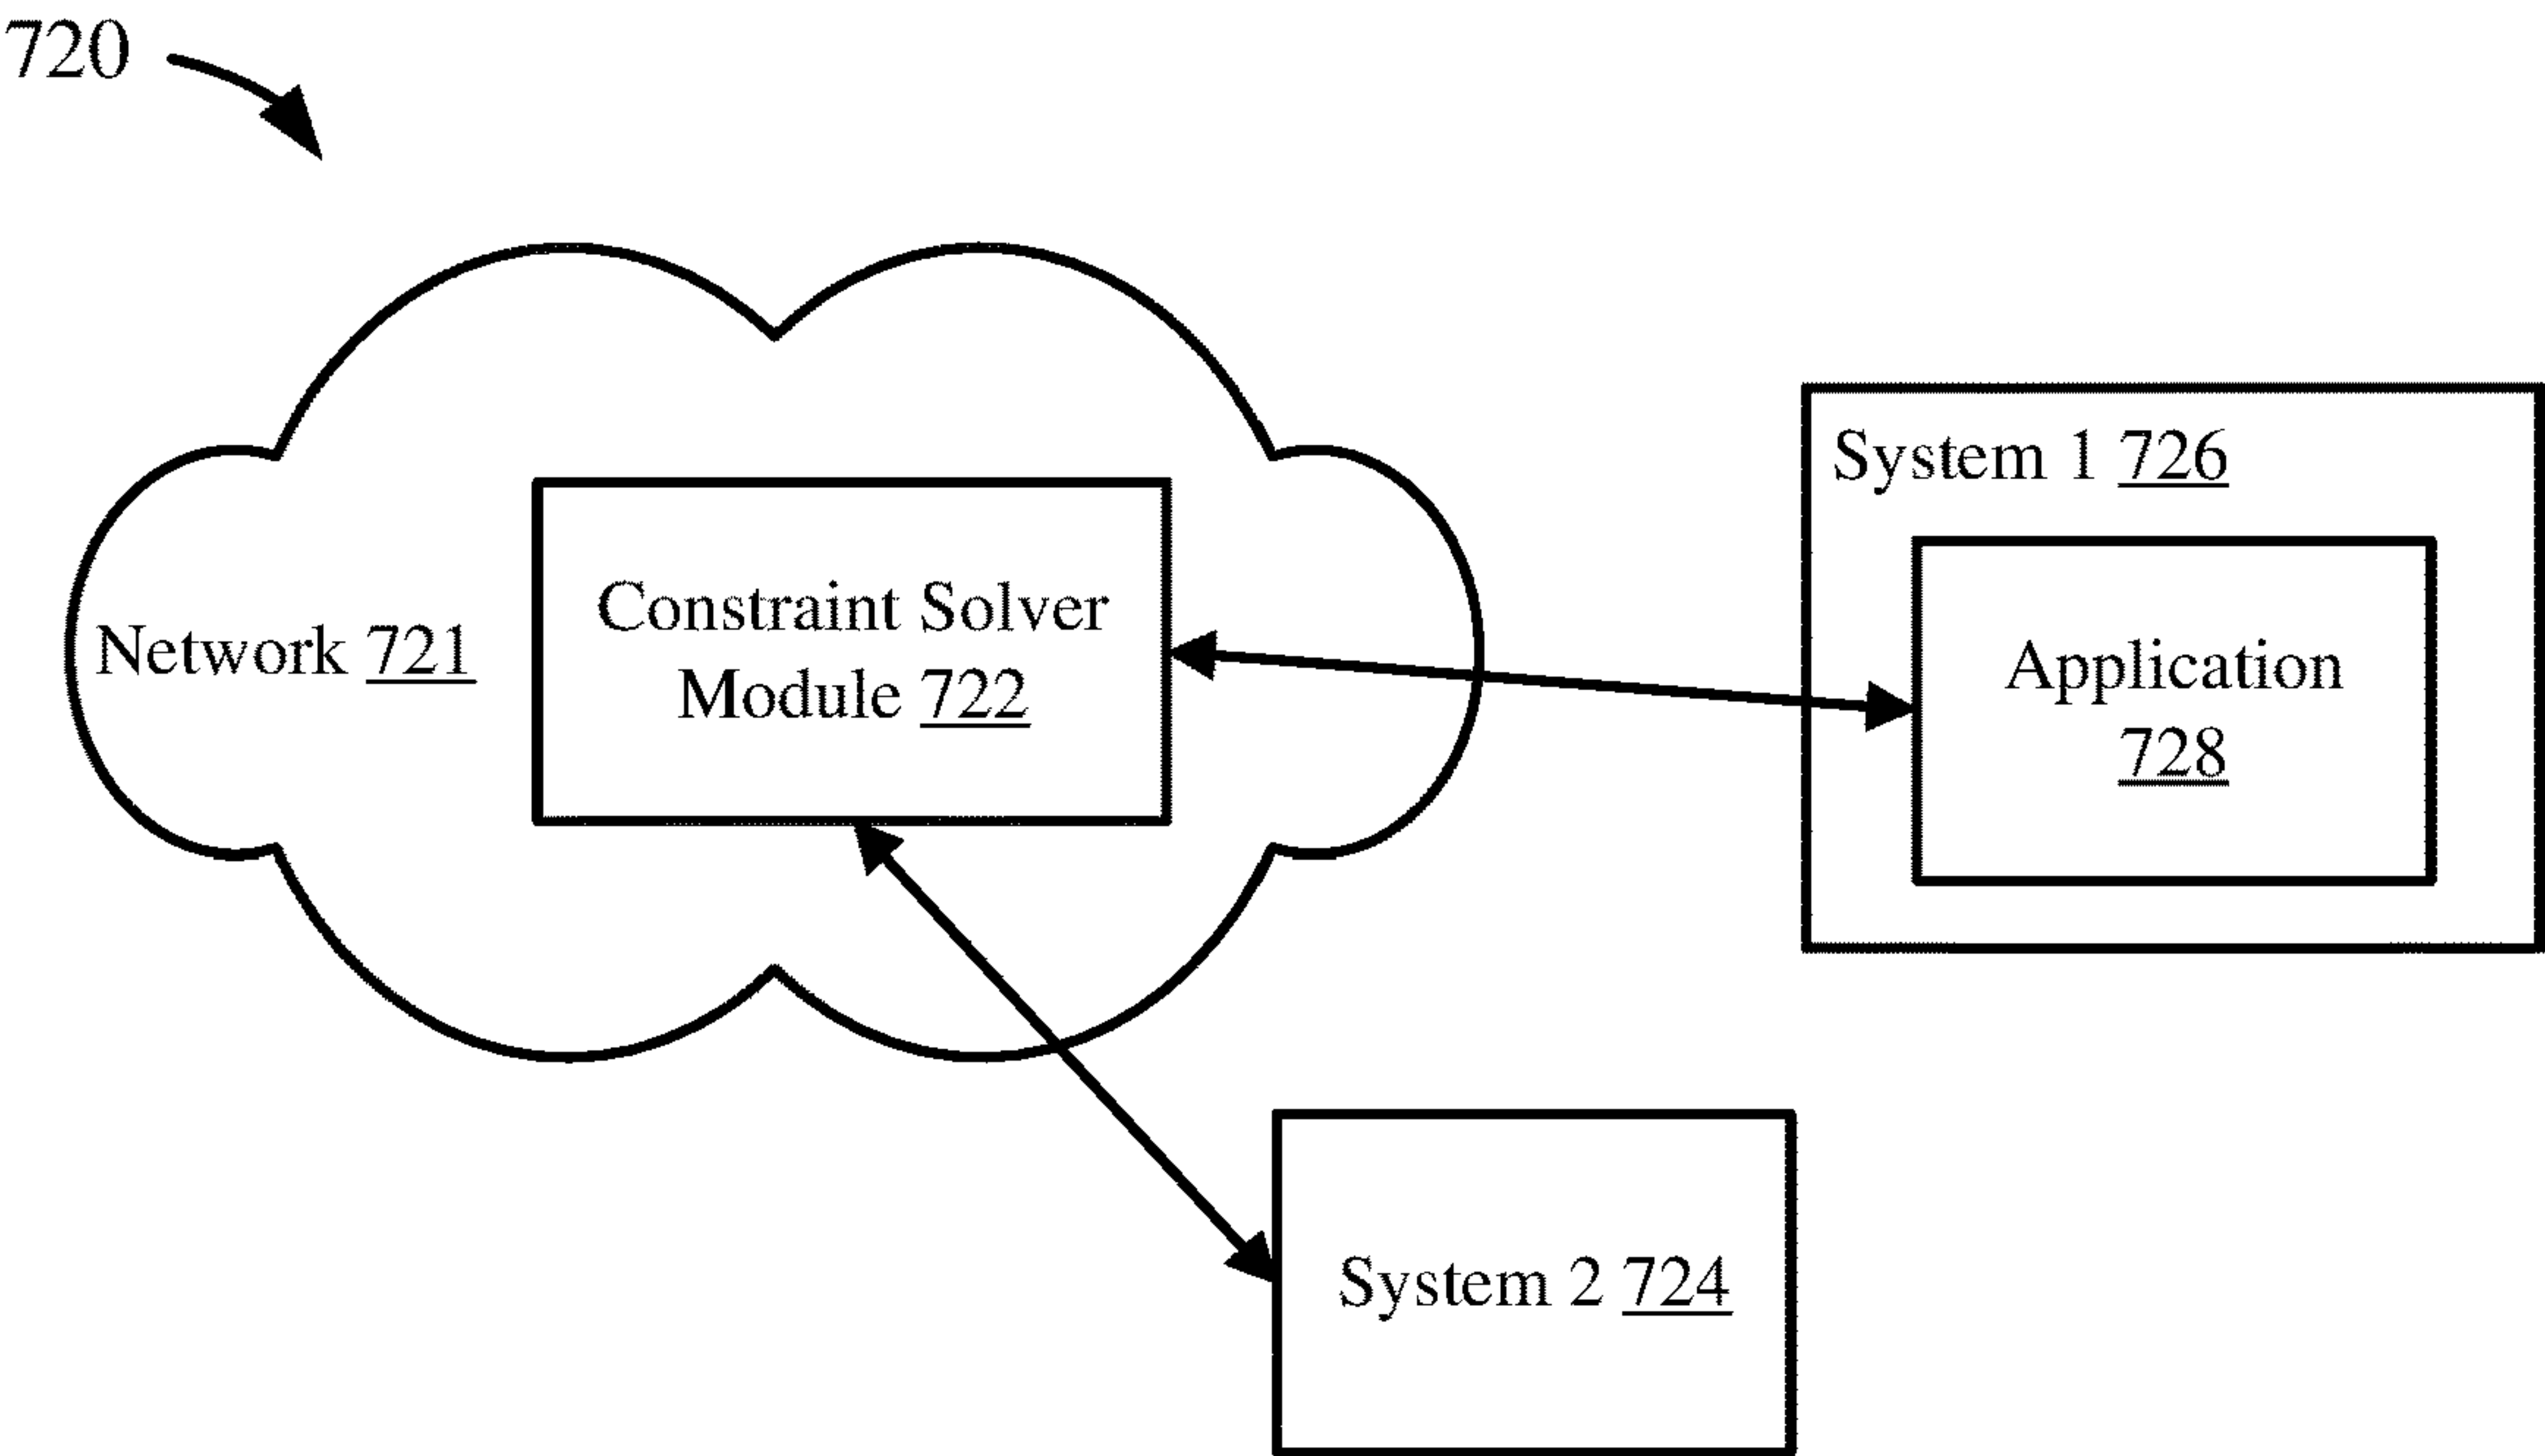 720
Network 721
Constraint Solver
Module 722
System 1 726
Application
728
System 2 724